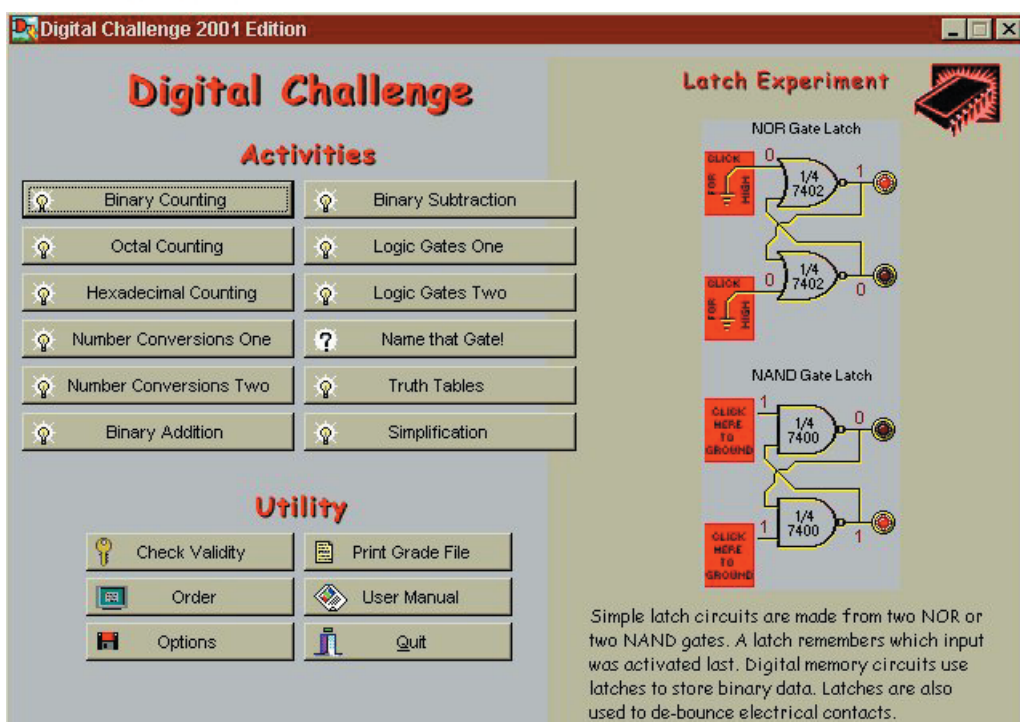 Digital Challenge 2001 Edition
Digital Challenge
Activities
Binary Counting
Binary Subtraction
Octal Counting
Logic Gates One
Hexadecimal Counting
Logic Gates Two
Number Conversions One
Name that Gate!
Number Conversions Two
Truth Tables
Binary Addition
Simplification
Utility
Check Validity
Print Grade File
Order
User Manual
Options
Quit
Latch Experiment
NOR Gate Latch
CLICK
FOR
HIGH
0
1/4
7402
1
CLICK
FOR
HIGH
0
1/4
7402
0
NAND Gate Latch
CLICK
HERE
TO
GROUND
1
1/4
7400
0
CLICK
HERE
TO
GROUND
1
1/4
7400
1
Simple latch circuits are made from two NOR or
two NAND gates. A latch remembers which input
was activated last. Digital memory circuits use
latches to store binary data. Latches are also
used to de-bounce electrical contacts.